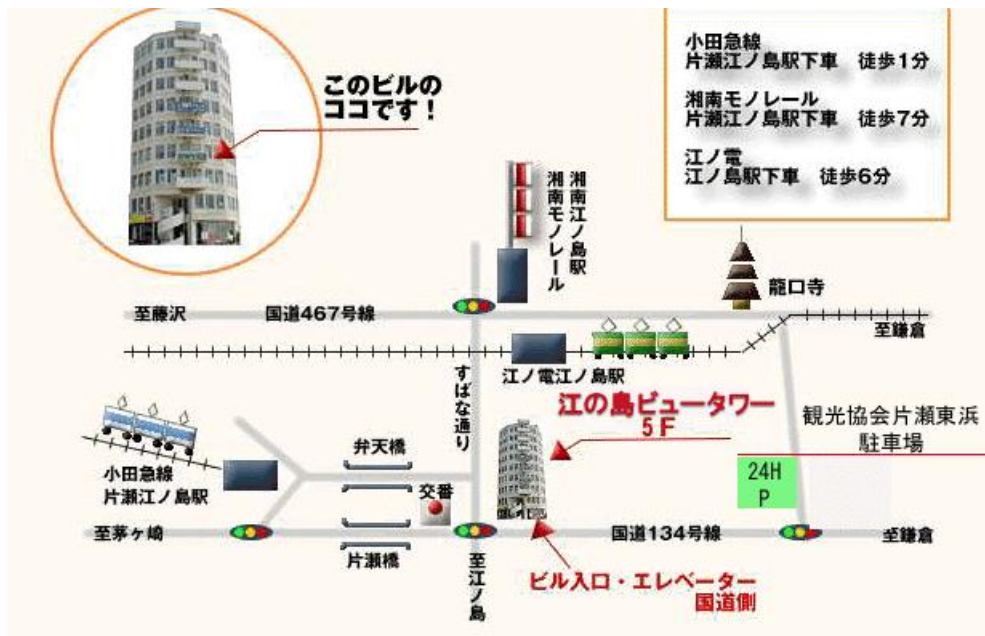 このビルの
ココです！
小田急線
片瀬江ノ島駅下車 徒歩1分
湘南モノレール
片瀬江ノ島駅下車 徒歩7分
江ノ電
江ノ島駅下車 徒歩6分
湘南江ノ島駅
湘南モノレール
龍口寺
至藤沢
国道467号線
至鎌倉
江ノ電江ノ島駅
すばな通り
江の島ビュータワー
5F
観光協会片瀬東浜
駐車場
小田急線
片瀬江ノ島駅
弁天橋
交番
24H
P
至茅ヶ崎
片瀬橋
至江ノ島
国道134号線
至鎌倉
ビル入口・エレベーター
国道側